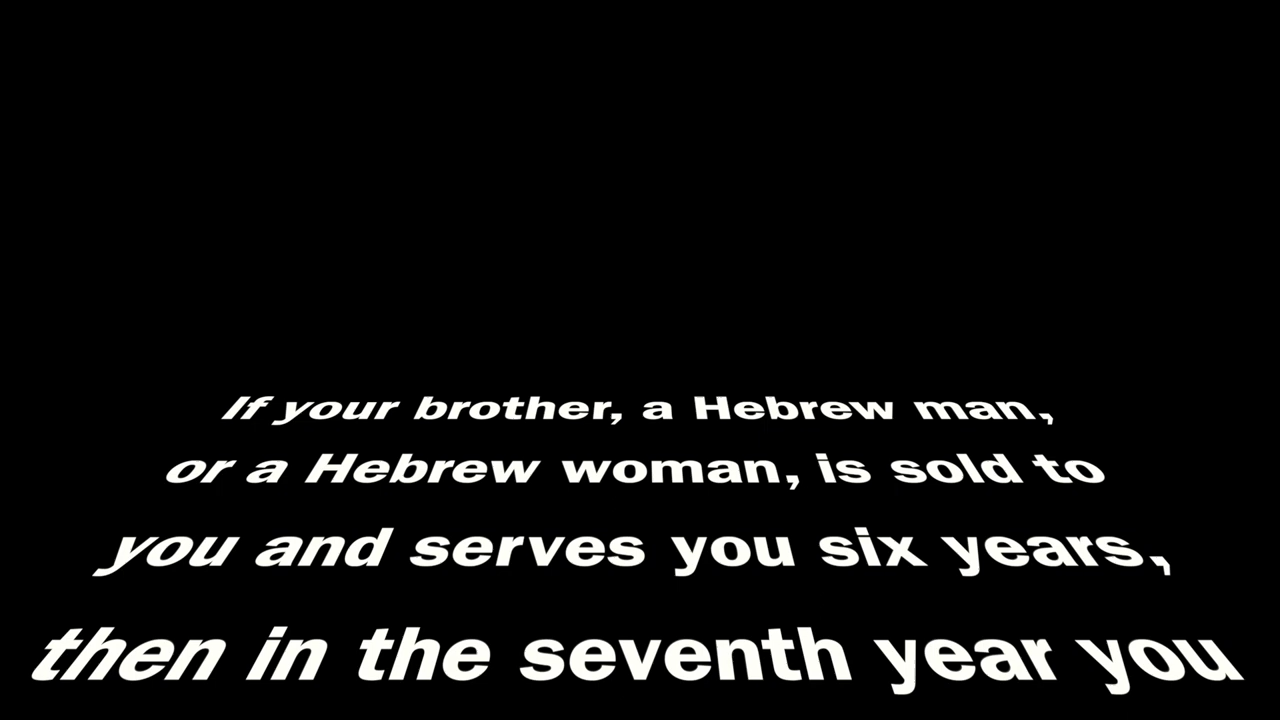 If your brother, a Hebrew man,
or a Hebrew woman, is sold to
you and serves you six years,
then in the seventh year you